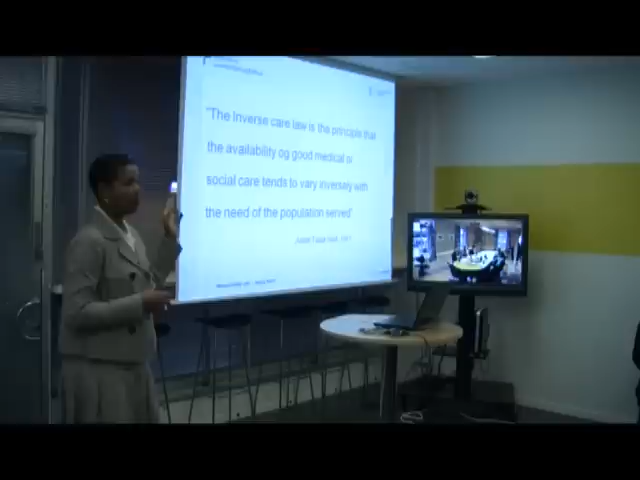 "The Inverse care law is the principle that
the availability og good medical or
social care tends to vary inversely with
the need of the population served"